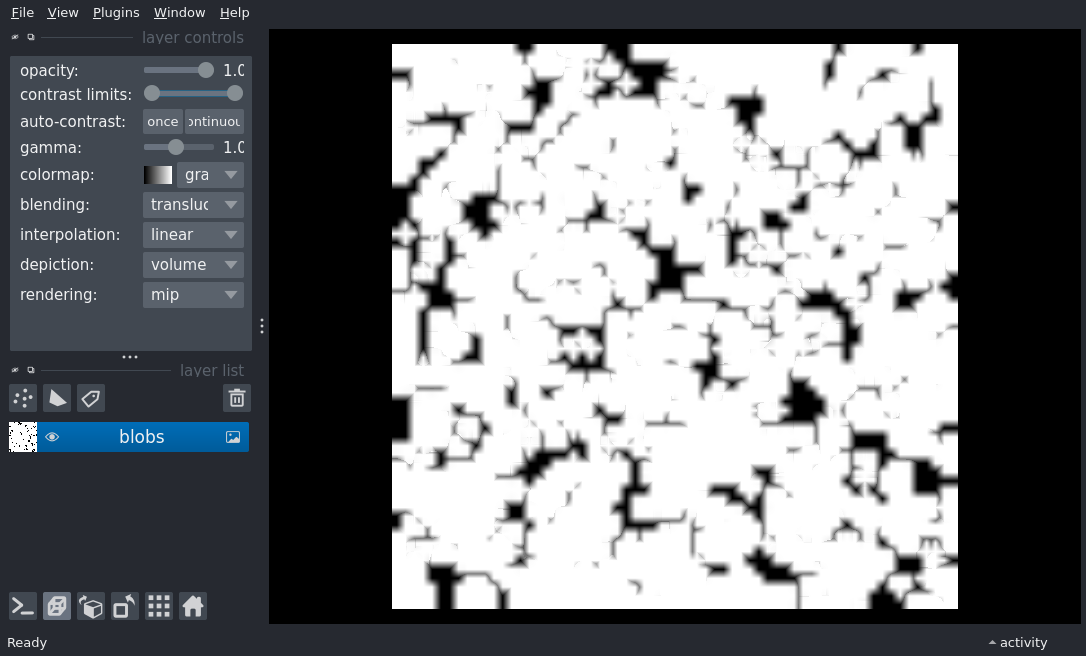 File View Plugins Window Help
layer controls
opacity: 1.0
contrast limits:
auto-contrast: once ontinuou
gamma: 1.0
colormap: gra
blending: transluc
interpolation: linear
depiction: volume
rendering: mip
layer list
blobs
Ready
activity